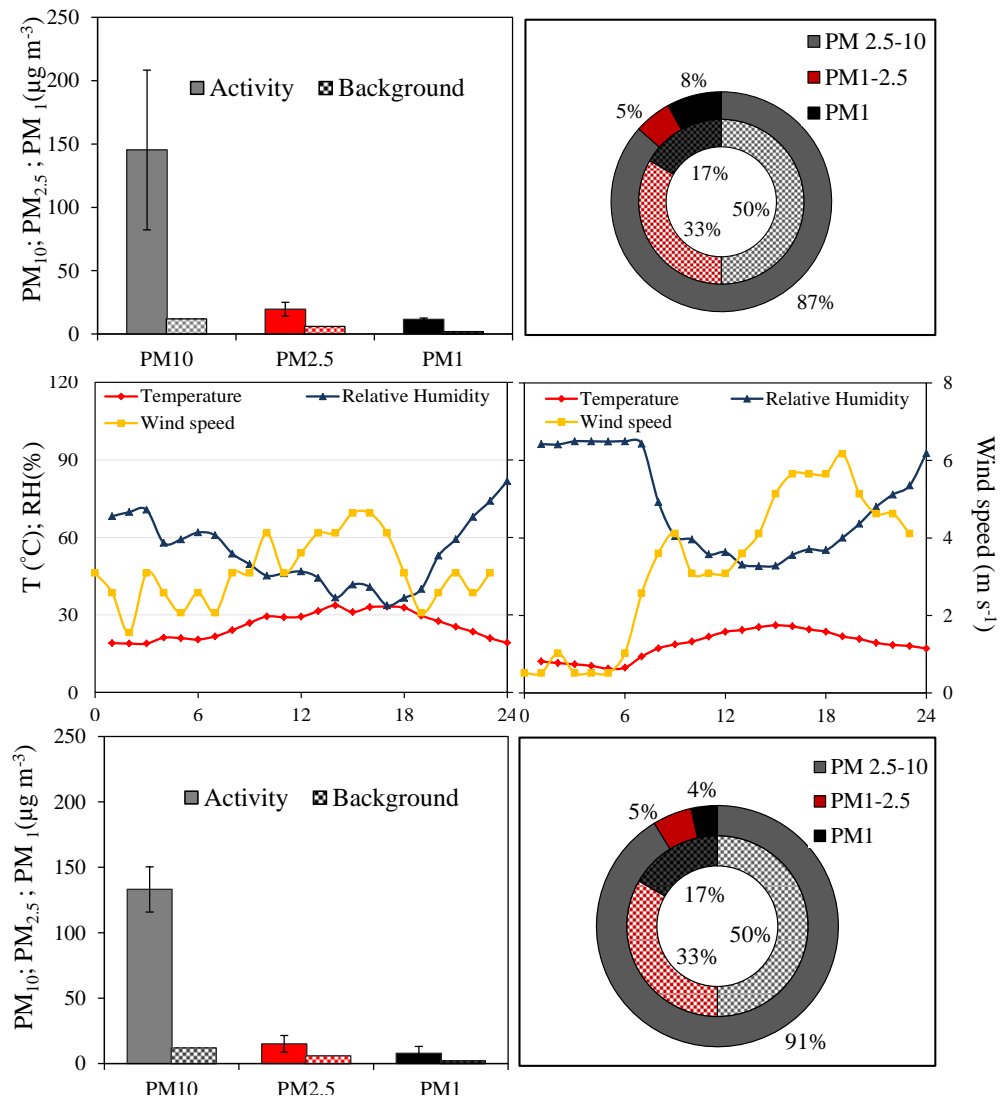 PM10; PM2.5 ; PM 1(µg m-3)
250
200
150
100
50
0
Activity
Background
PM10
PM2.5
PM1
PM 2.5-10
PM1-2.5
PM1
8%
5%
17%
50%
33%
87%
T (˚C); RH(%)
120
90
60
30
0
Temperature
Relative Humidity
Wind speed
0
6
12
18
24
Temperature
Relative Humidity
Wind speed
0
6
12
18
24
8
6
4
2
0
Wind speed (m s-1)
PM10; PM2.5 ; PM 1(µg m-3)
250
200
150
100
50
0
Activity
Background
PM10
PM2.5
PM1
PM 2.5-10
PM1-2.5
PM1
4%
5%
17%
50%
33%
91%